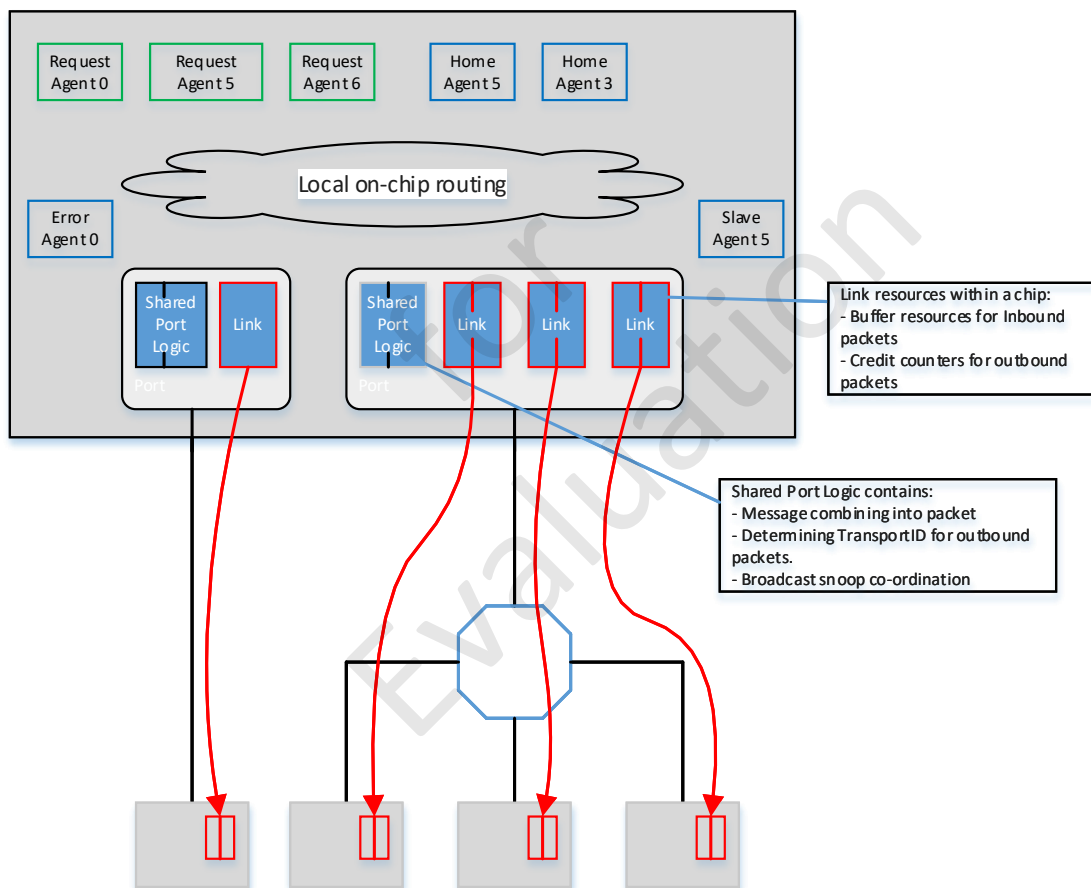 Request
Agent 0
Request
Agent 5
Request
Agent 6
Home
Agent 5
Home
Agent 3
Local on-chip routing
Error
Agent 0
Slave
Agent 5
Shared
Port
Logic
Link
Port
Shared
Port
Logic
Link
Link
Link
Port
Link resources within a chip:
- Buffer resources for Inbound
packets
- Credit counters for outbound
packets
Shared Port Logic contains:
- Message combining into packet
- Determining TransportID for outbound
packets.
- Broadcast snoop co-ordination
for
Evaluation